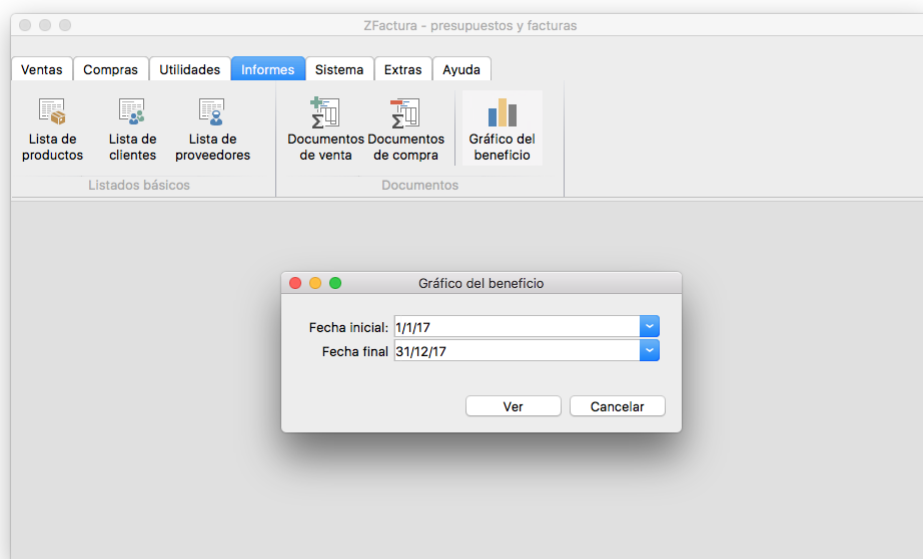 ZFactura - presupuestos y facturas
Ventas Compras Utilidades Informes Sistema Extras Ayuda
Lista de productos
Lista de clientes
Lista de proveedores
Documentos de venta
Documentos de compra
Gráfico del beneficio
Listados básicos
Documentos
Gráfico del beneficio
Fecha inicial: 1/1/17
Fecha final 31/12/17
Ver Cancelar